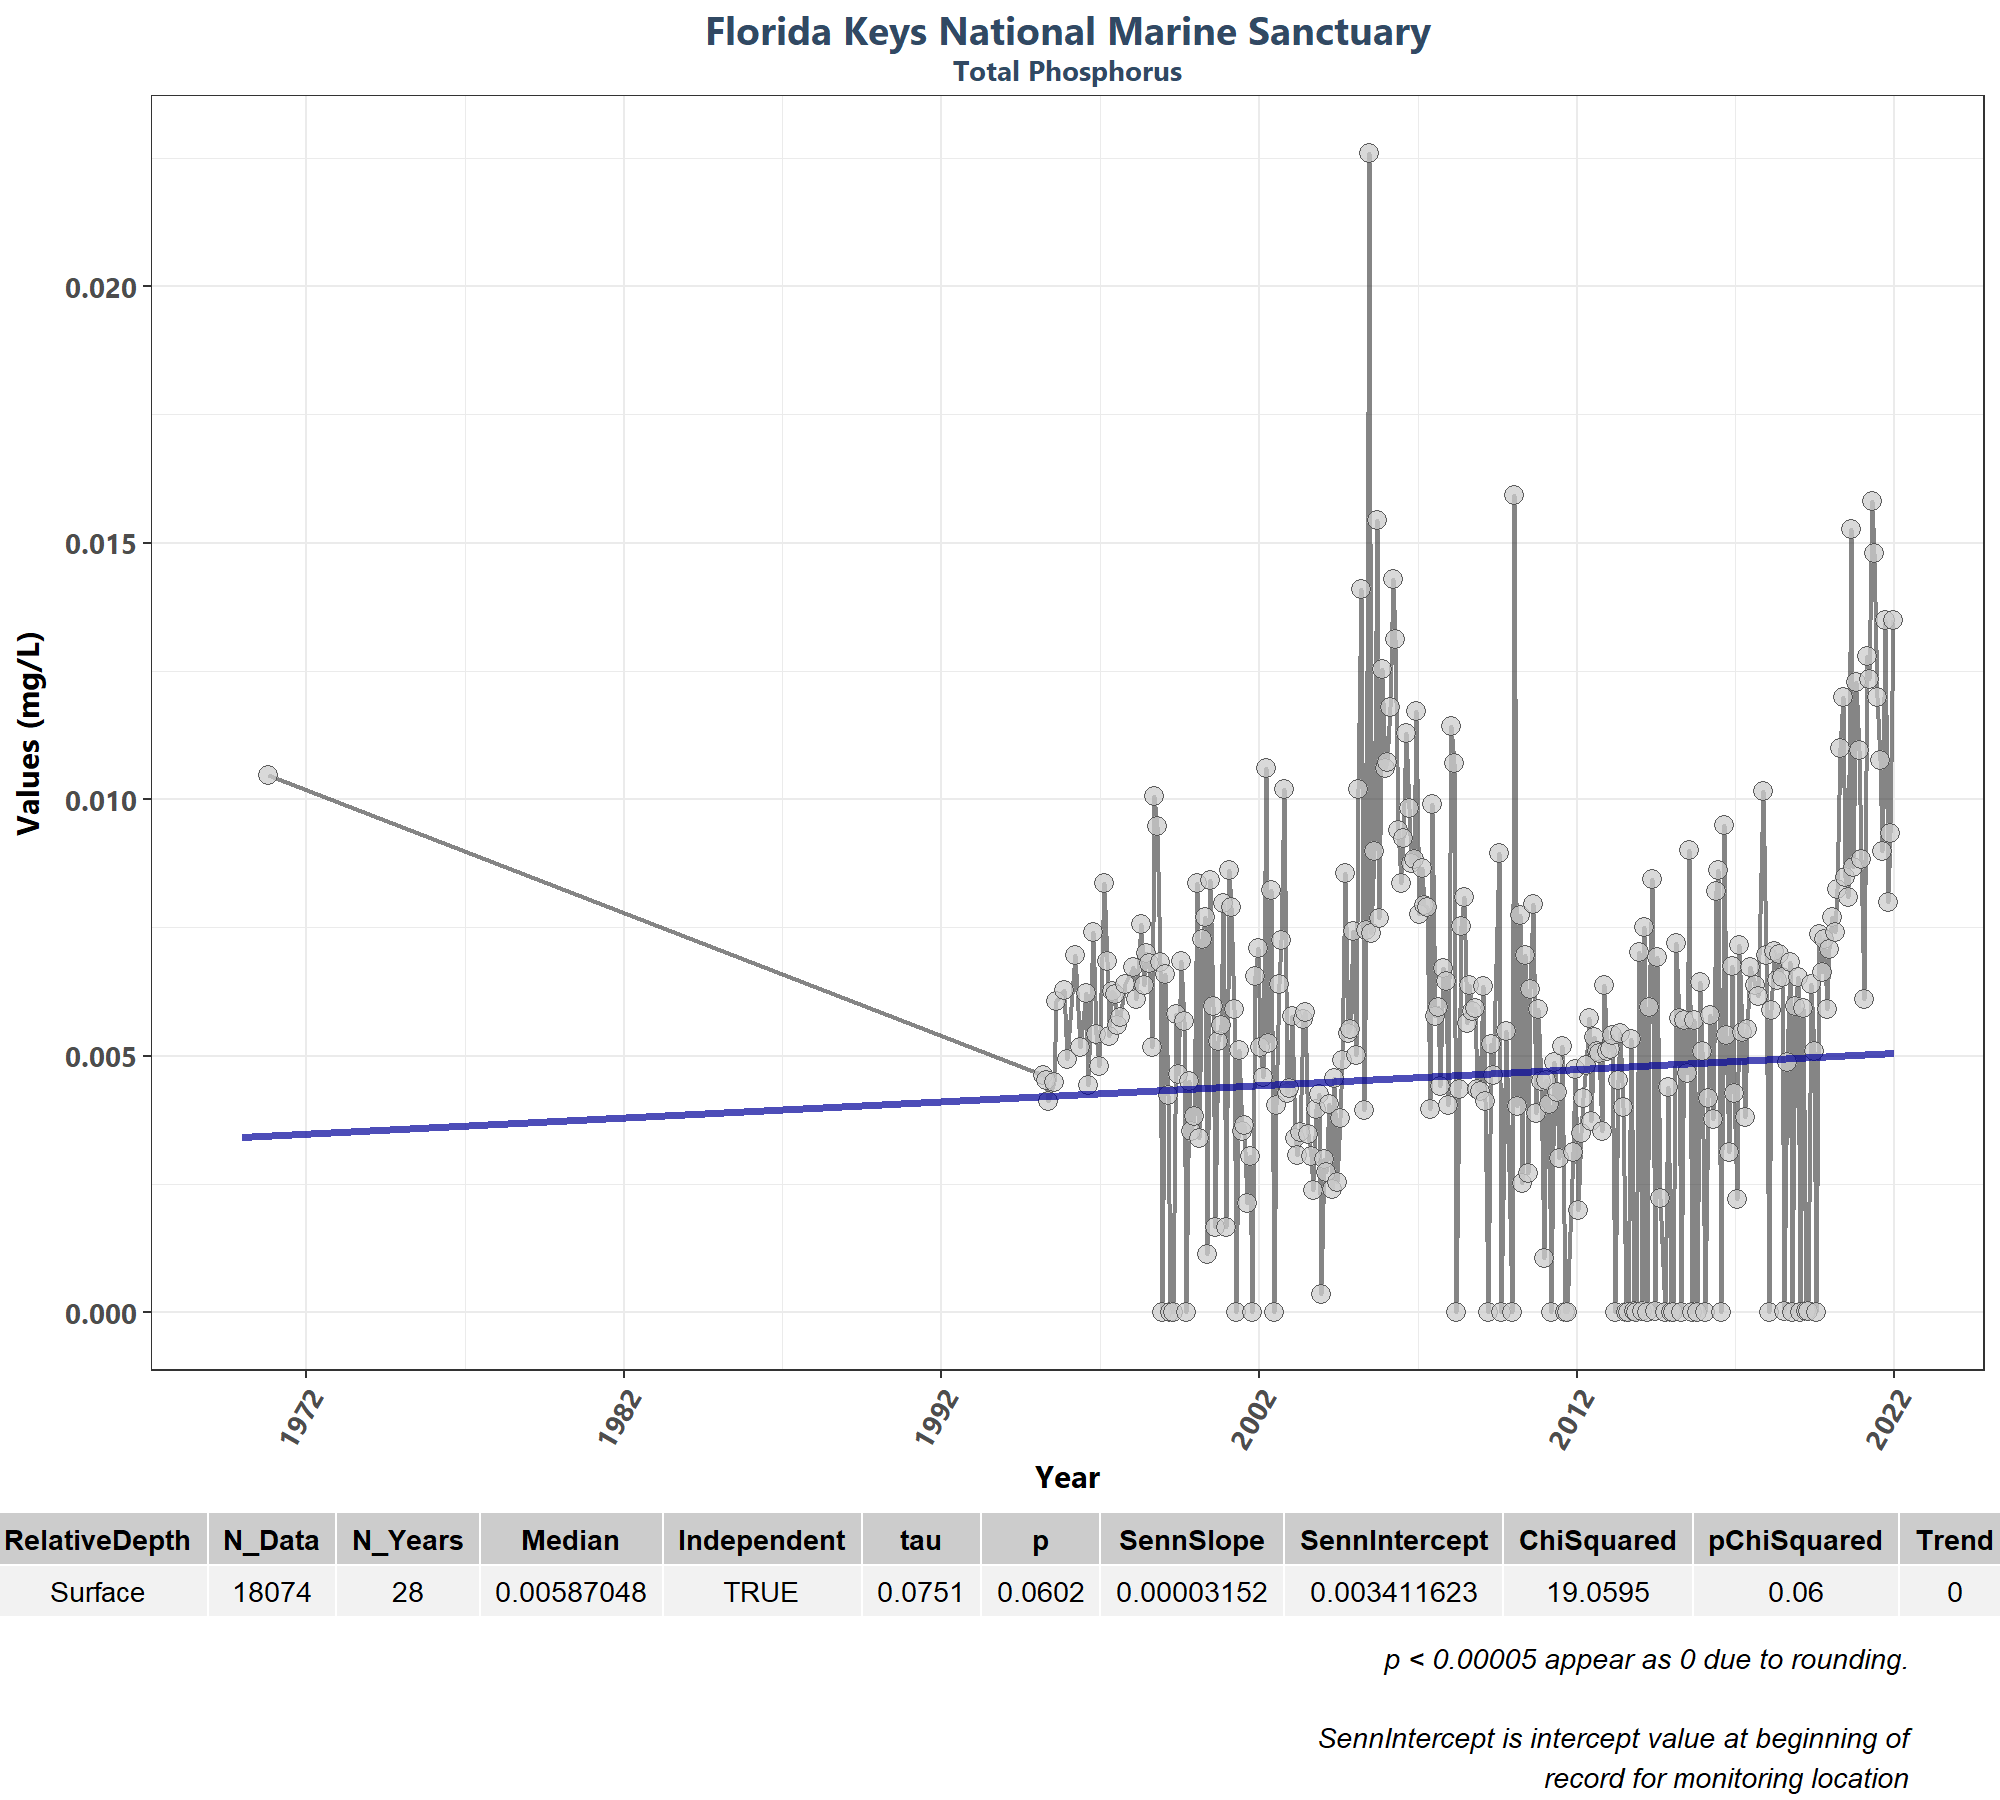 Florida Keys National Marine Sanctuary
Total Phosphorus
Values (mg/L)
0.020
0.015
0.010
0.005
0.000
1972 1982 1992 2002 2012 2022
Year
RelativeDepth N_Data N_Years Median Independent tau p SennSlope SennIntercept ChiSquared pChiSquared Trend
Surface 18074 28 0.00587048 TRUE 0.0751 0.0602 0.00003152 0.003411623 19.0595 0.06 0
p < 0.00005 appear as 0 due to rounding.
SennIntercept is intercept value at beginning of
record for monitoring location